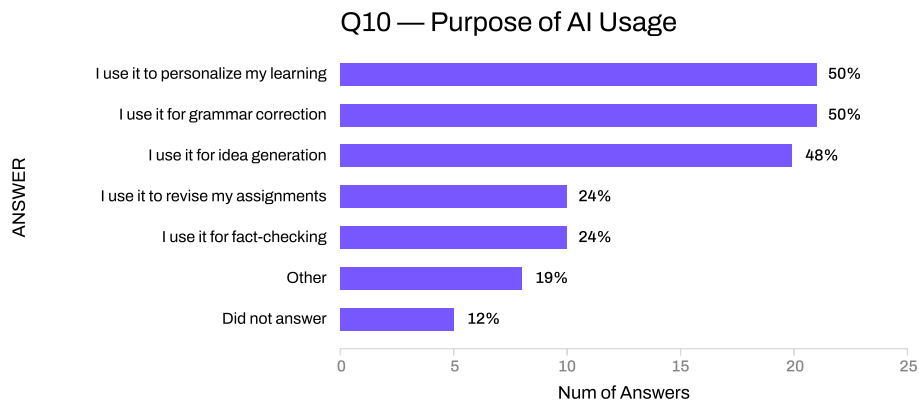 Q10 — Purpose of AI Usage
ANSWER
I use it to personalize my learning 50%
I use it for grammar correction 50%
I use it for idea generation 48%
I use it to revise my assignments 24%
I use it for fact-checking 24%
Other 19%
Did not answer 12%
0 5 10 15 20 25
Num of Answers